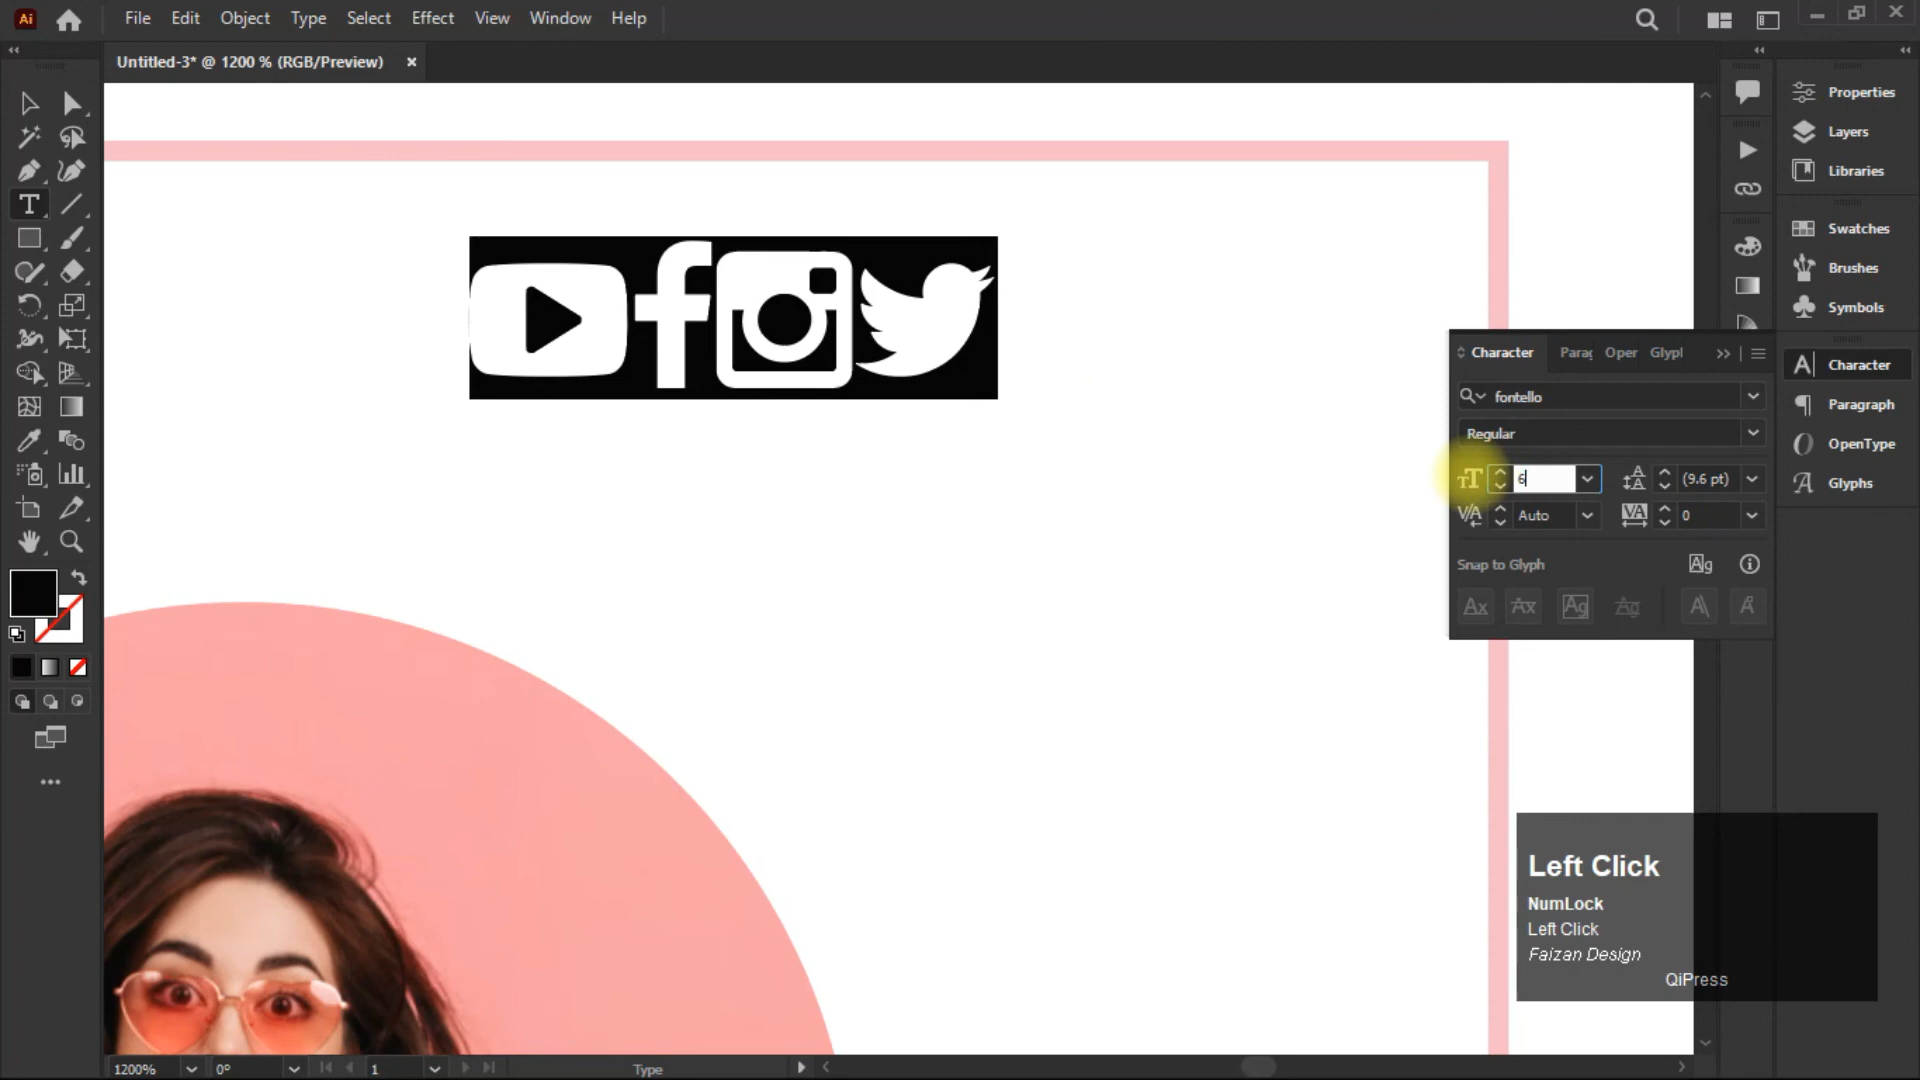 Ai
File Edit Object Type Select Effect View Window Help
Untitled-3* @ 1200 % (RGB/Preview) ×
Properties
Layers
Libraries
Swatches
Brushes
Symbols
Character
Paragraph
OpenType
Glyphs
Character Parag Oper Glypl
fontello
Regular
6 (9.6 pt)
Auto 0
Snap to Glyph
Left Click
NumLock
Left Click
Faizan Design
QiPress
1200% 0° 1 Type